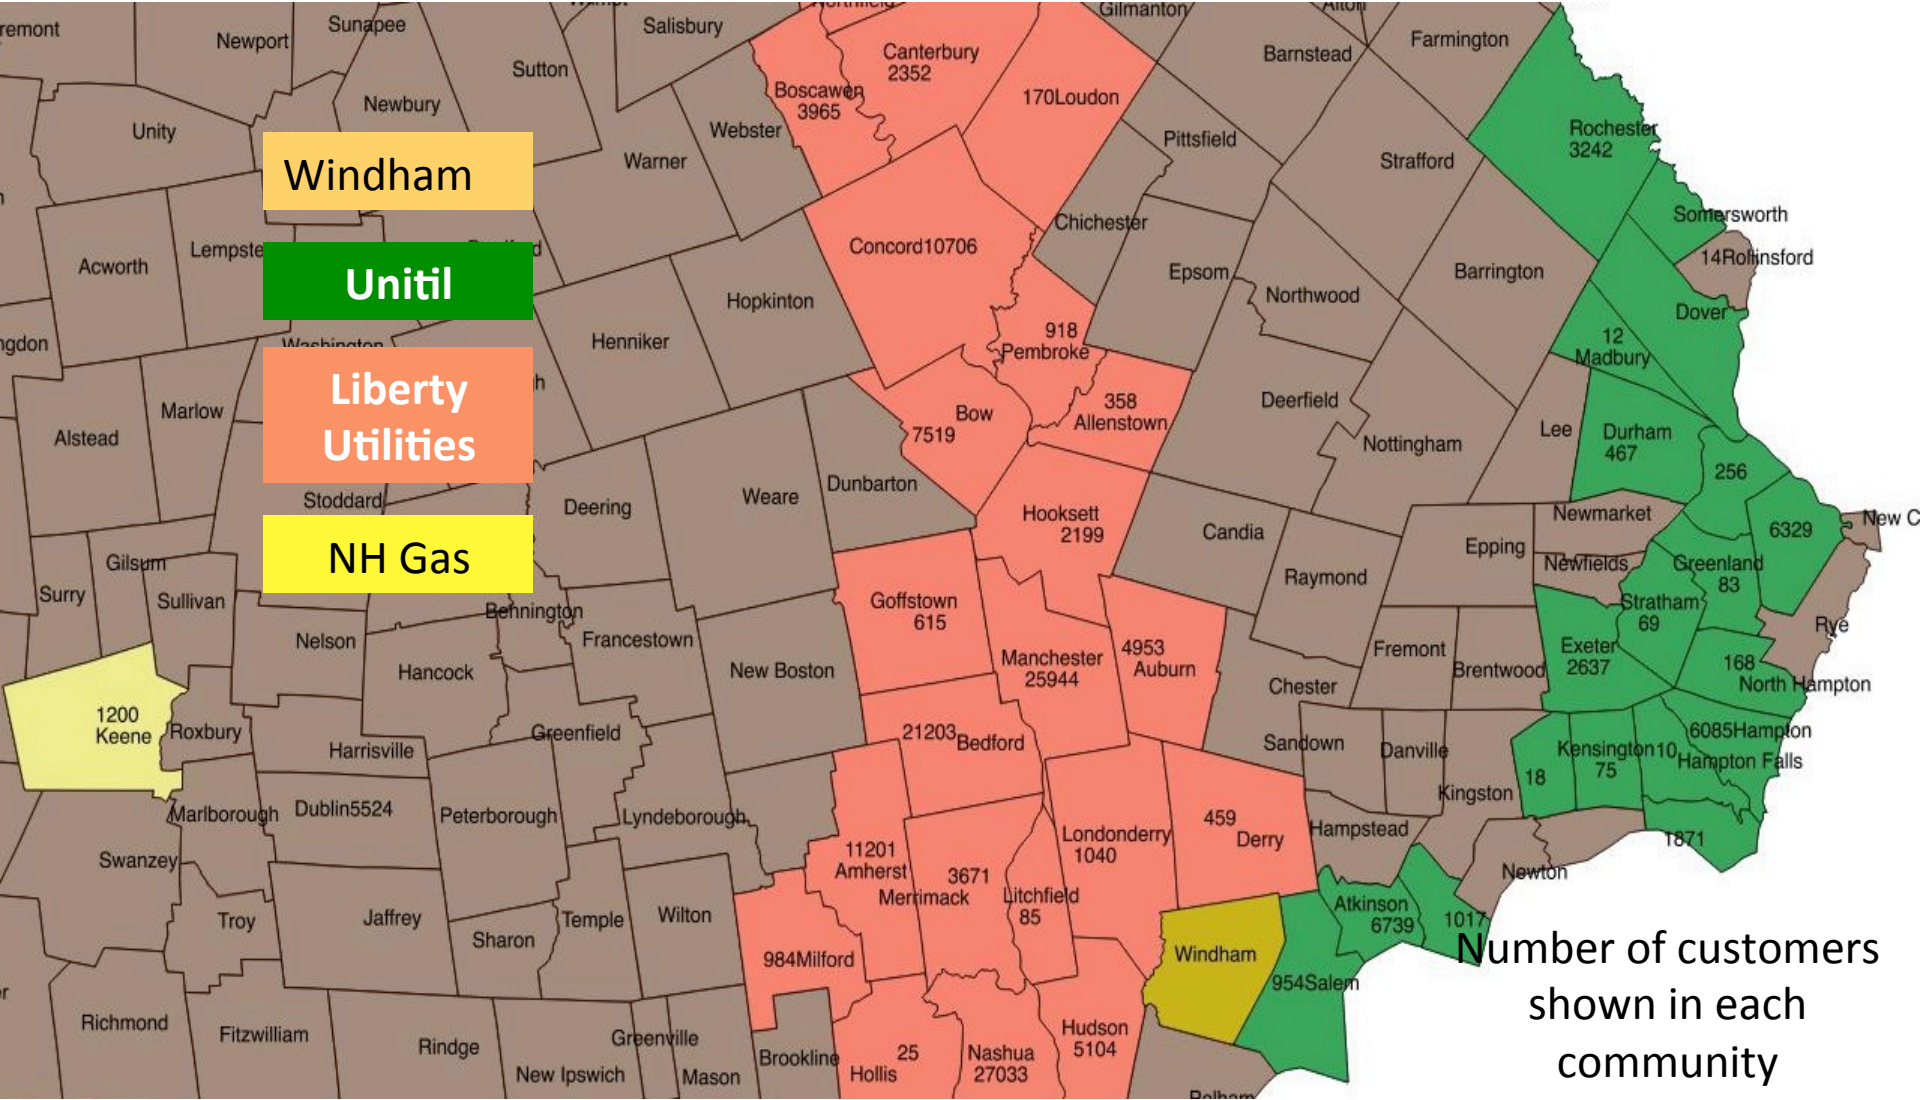 remont
Newport
Sunapee
Salisbury
Canterbury
2352
Gilmanton
Barnstead
Farmington
Sutton
Newbury
Boscawen
3965
170Loudon
Unity
Webster
Warner
Pittsfield
Strafford
Rochester
3242
Windham
Acworth
Lempste
Concord10706
Chichester
Epsom
Somersworth
14Rollinsford
Barrington
Northwood
Dover
Unitil
Hopkinton
Henniker
Washington
ngdon
918
Pembroke
12
Madbury
Liberty
Utilities
Marlow
Alstead
Bow
7519
358
Allenstown
Deerfield
Nottingham
Lee
Durham
467
256
Stoddard
Deering
Weare
Dunbarton
Hooksett
2199
Candia
Raymond
Epping
Newmarket
6329
New C
NH Gas
Gilsum
Surry
Sullivan
Newfields
Greenland
83
Stratham
69
Rye
Nelson
Bennington
Francestown
Hancock
New Boston
Goffstown
615
Manchester
25944
4953
Auburn
Chester
Fremont
Brentwood
Exeter
2637
168
North Hampton
1200
Keene
Roxbury
Harrisville
Greenfield
21203
Bedford
Sandown
Danville
Kingston
18
Kensington10
75
6085Hampton
Hampton Falls
Marlborough
Dublin5524
Peterborough
Lyndeborough
Swanzey
11201
Amherst
3671
Merrimack
Litchfield
85
Londonderry
1040
459
Derry
Hampstead
1871
Newton
Troy
Jaffrey
Sharon
Temple
Wilton
984Milford
Windham
954Salem
Atkinson
6739
1017
Number of customers
shown in each
community
Richmond
Fitzwilliam
Rindge
New Ipswich
Greenville
Mason
Brookline
25
Hollis
Nashua
27033
Hudson
5104